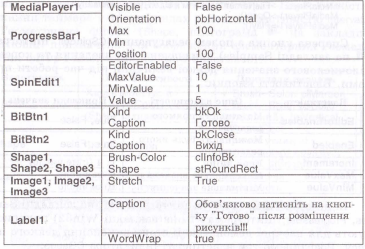 MediaPlayer1 Visible False
ProgressBar1 Orientation pbHorizontal
Max 100
Min 0
Position 100
SpinEdit1 EditorEnabled False
MaxValue 10
MinValue 1
Value 5
BitBtn1 Kind bkOk
Caption Готово
BitBtn2 Kind bkClose
Caption Вихід
Shape1, Shape2, Shape3 Brush-Color clInfoBk
Shape stRoundRect
Image1, Image2, Image3 Stretch True
Label1 Caption Обов'язково натисніть на кноп-
ку "Готово" після розміщення
рисунків!!!
WordWrap true